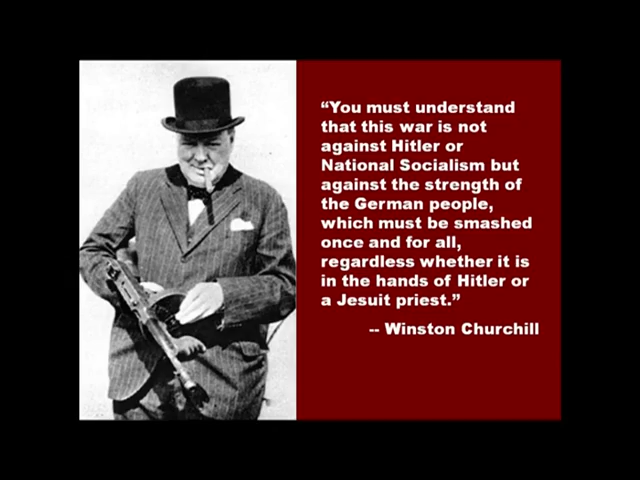 “You must understand
that this war is not
against Hitler or
National Socialism but
against the strength of
the German people,
which must be smashed
once and for all,
regardless whether it is
in the hands of Hitler or
a Jesuit priest.”
-- Winston Churchill